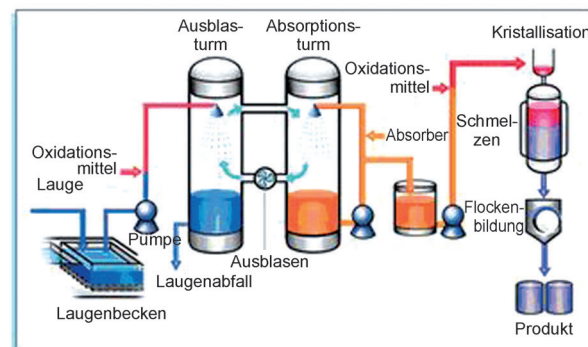 Ausblas-
turm
Absorptions-
turm
Kristallisation
Oxidations-
mittel
Absorber
Schmel-
zen
Oxidations-
mittel
Lauge
Pumpe
Flocken-
bildung
Ausblasen
Laugenabfall
Laugenbecken
Produkt